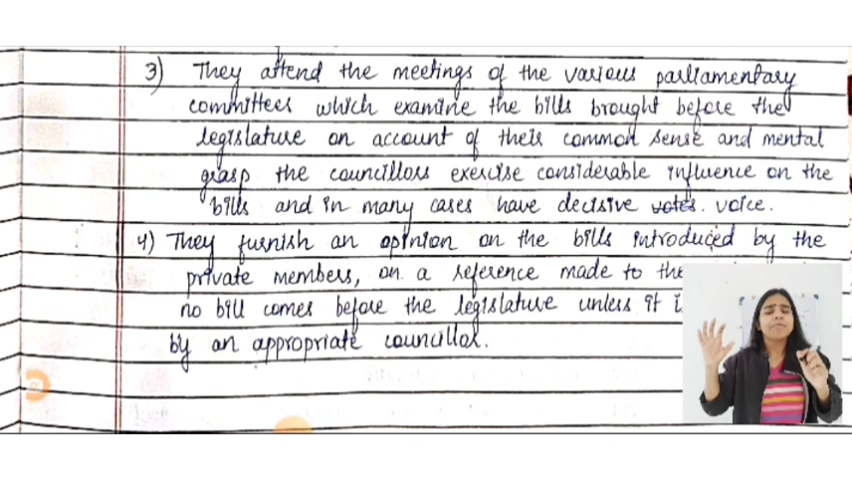 3) They attend the meetings of the various parliamentary
committees which examine the bills brought before the
legislature on account of their common sense and mental
grasp the councillors exercise considerable influence on the
bills and in many cases have decisive votes. voice.
4) They furnish an opinion on the bills introduced by the
private members, on a reference made to the
no bill comes before the legislature unless it
by an appropriate councillor.